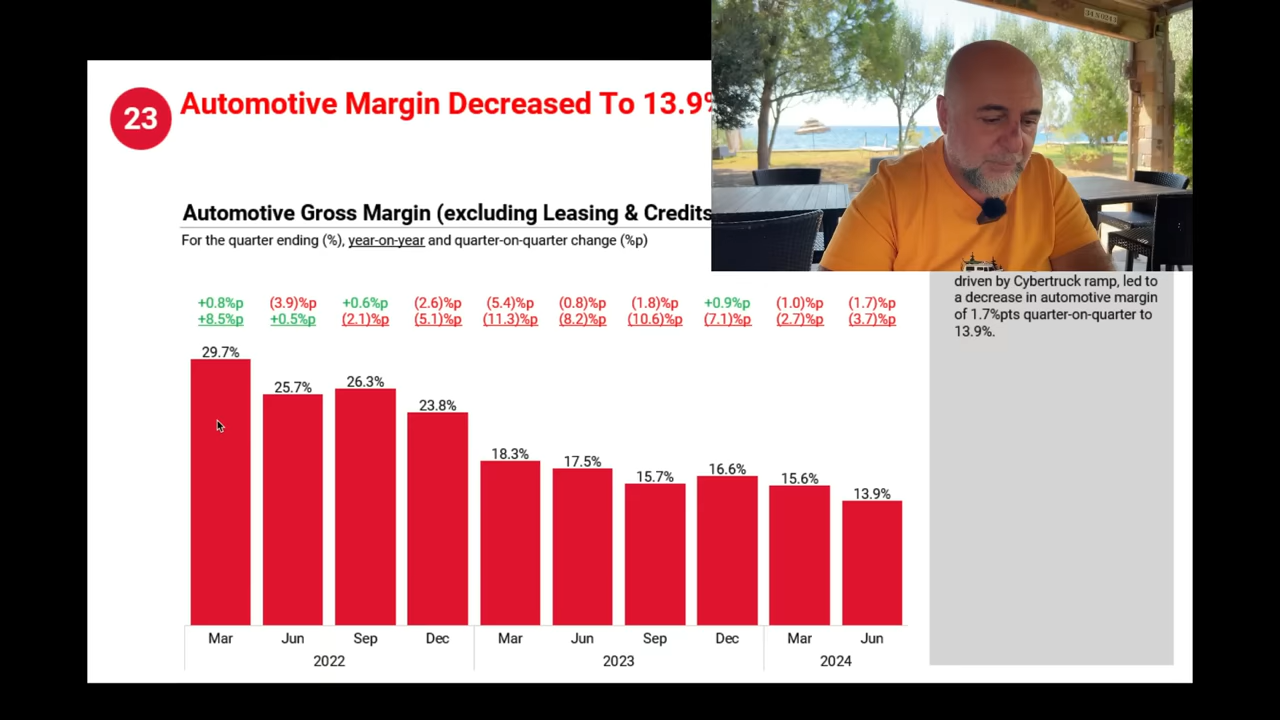 23
Automotive Margin Decreased To 13.9%
Automotive Gross Margin (excluding Leasing & Credits
For the quarter ending (%), year-on-year and quarter-on-quarter change (%p)
driven by Cybertruck ramp, led to
a decrease in automotive margin
of 1.7%pts quarter-on-quarter to
13.9%.
+0.8%p (3.9)%p +0.6%p (2.6)%p (5.4)%p (0.8)%p (1.8)%p +0.9%p (1.0)%p (1.7)%p
+8.5%p +0.5%p (2.1)%p (5.1)%p (11.3)%p (8.2)%p (10.6)%p (7.1)%p (2.7)%p (3.7)%p
29.7% 25.7% 26.3% 23.8% 18.3% 17.5% 15.7% 16.6% 15.6% 13.9%
Mar Jun Sep Dec Mar Jun Sep Dec Mar Jun
2022 2023 2024